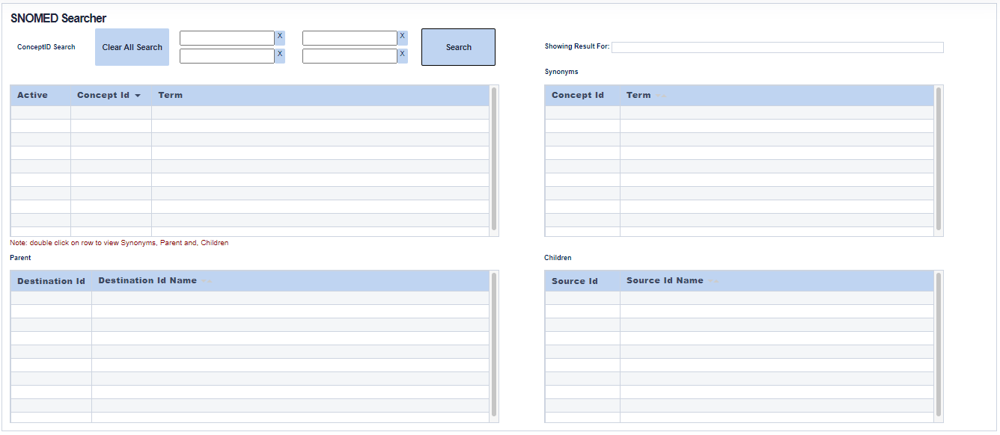 SNOMED Searcher
ConceptID Search
Clear All Search
X
X
X
X
Search
Showing Result For:
Synonyms
Active Concept Id Term
Concept Id Term
Note: double click on row to view Synonyms, Parent and, Children
Parent
Children
Destination Id Destination Id Name
Source Id Source Id Name